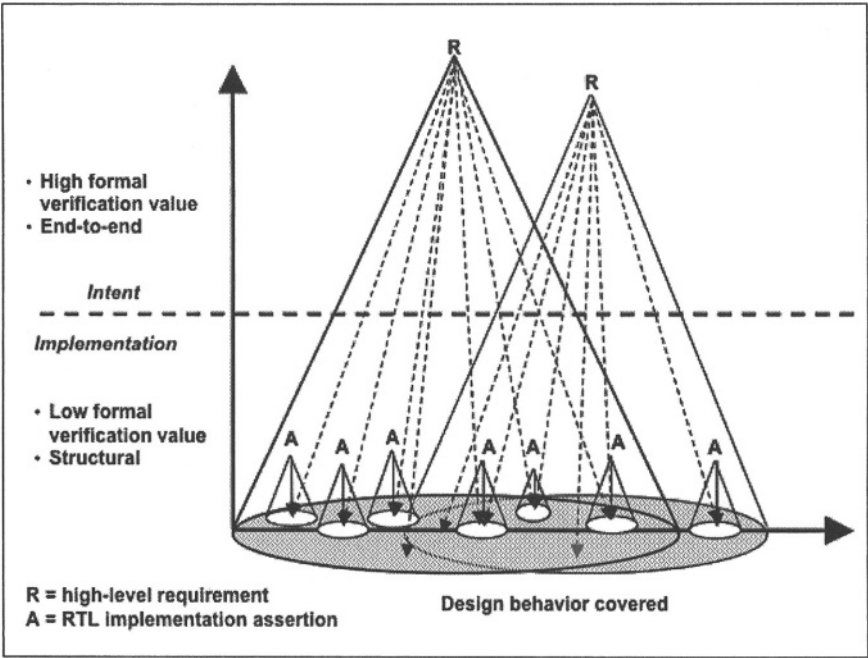 R
R
• High formal
verification value
• End-to-end
Intent
Implementation
• Low formal
verification value
• Structural
A
A
A
A
A
A
A
R = high-level requirement
A = RTL implementation assertion
Design behavior covered